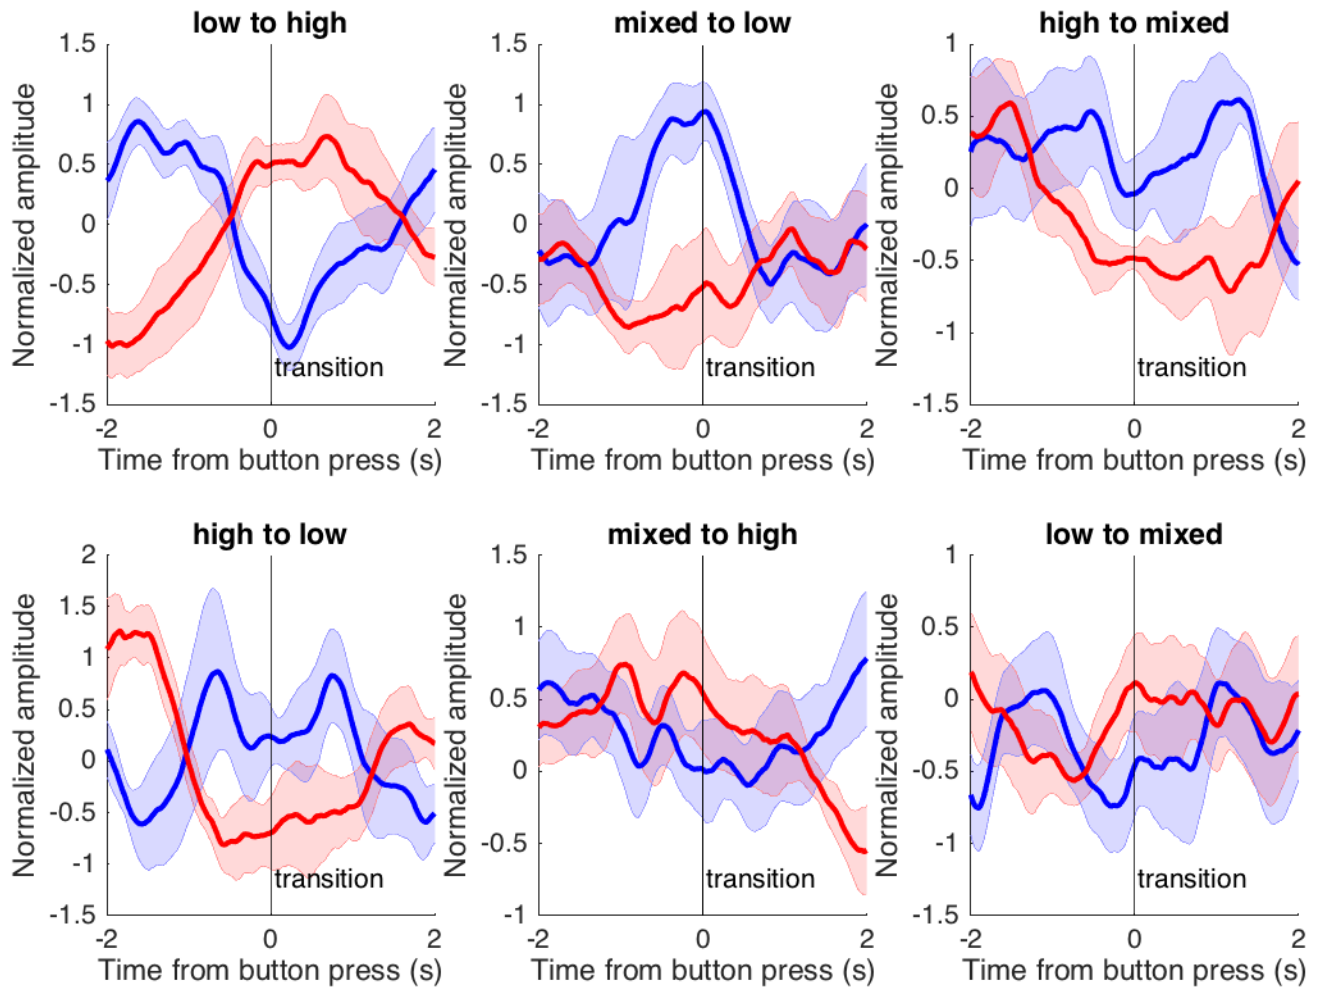 low to high
mixed to low
high to mixed
1.5
1
0.5
0
-0.5
-1
-1.5
Normalized amplitude
transition
-2
0
2
Time from button press (s)
1.5
1
0.5
0
-0.5
-1
-1.5
Normalized amplitude
transition
-2
0
2
Time from button press (s)
1
0.5
0
-0.5
-1
-1.5
Normalized amplitude
transition
-2
0
2
Time from button press (s)
high to low
mixed to high
low to mixed
2
1.5
1
0.5
0
-0.5
-1
-1.5
Normalized amplitude
transition
-2
0
2
Time from button press (s)
1.5
1
0.5
0
-0.5
-1
Normalized amplitude
transition
-2
0
2
Time from button press (s)
1
0.5
0
-0.5
-1
-1.5
Normalized amplitude
transition
-2
0
2
Time from button press (s)